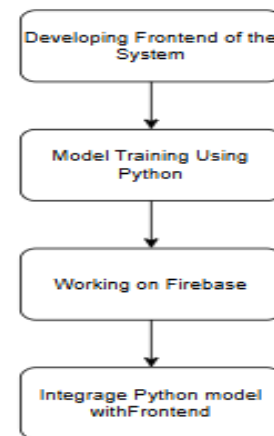 Developing Frontend of the
System
Model Training Using
Python
Working on Firebase
Integrage Python model
withFrontend